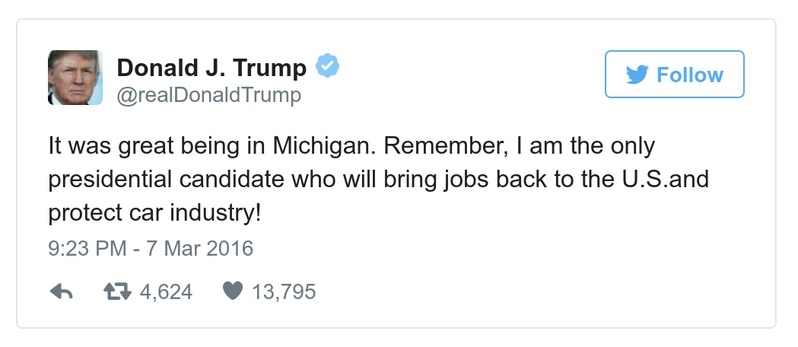 Donald J. Trump
@realDonaldTrump
Follow
It was great being in Michigan. Remember, I am the only
presidential candidate who will bring jobs back to the U.S.and
protect car industry!
9:23 PM - 7 Mar 2016
4,624 13,795